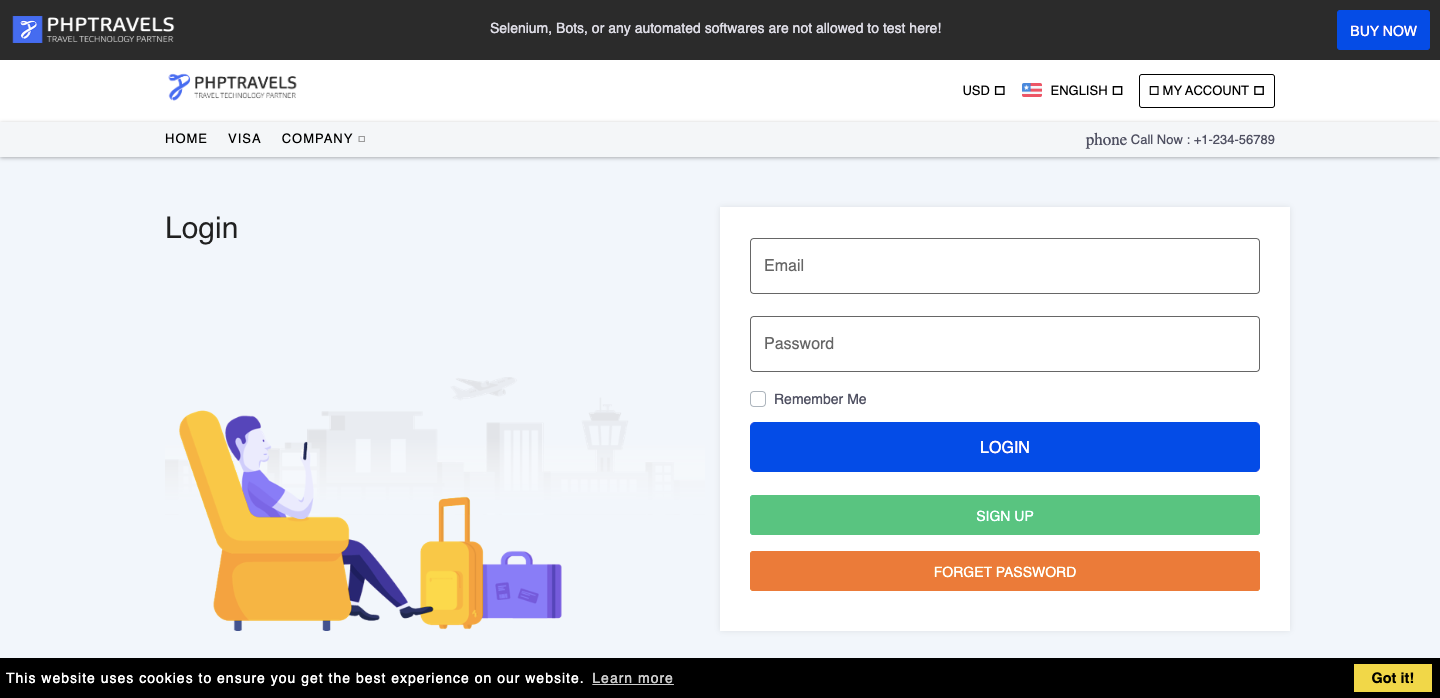 PHPTRAVELS
TRAVEL TECHNOLOGY PARTNER
Selenium, Bots, or any automated softwares are not allowed to test here!
BUY NOW
PHPTRAVELS
TRAVEL TECHNOLOGY PARTNER
USD
ENGLISH
MY ACCOUNT
HOME VISA COMPANY
phone Call Now : +1-234-56789
Login
Email
Password
Remember Me
LOGIN
SIGN UP
FORGET PASSWORD
This website uses cookies to ensure you get the best experience on our website. Learn more
Got it!